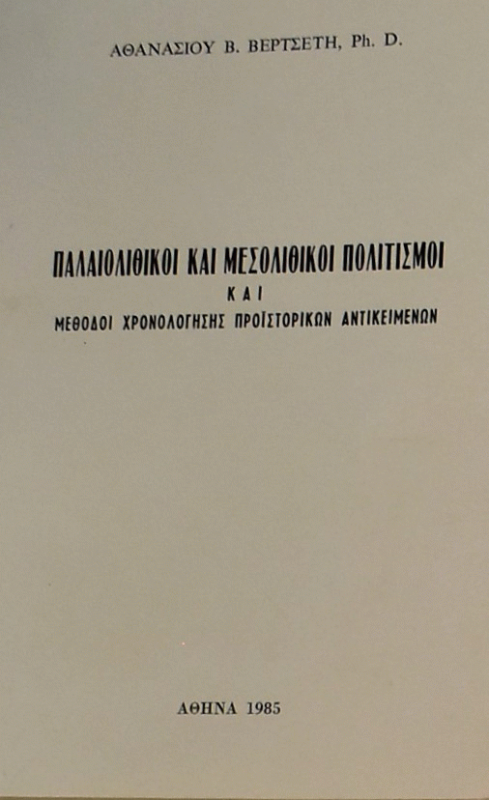 ΑΘΑΝΑΣΙΟΥ Β. ΒΕΡΤΣΕΤΗ, Ph. D.
ΠΑΛΑΙΟΛΙΘΙΚΟΙ ΚΑΙ ΜΕΣΟΛΙΘΙΚΟΙ ΠΟΛΙΤΙΣΜΟΙ
ΚΑΙ
ΜΕΘΟΔΟΙ ΧΡΟΝΟΛΟΓΗΣΗΣ ΠΡΟΪΣΤΟΡΙΚΩΝ ΑΝΤΙΚΕΙΜΕΝΩΝ
ΑΘΗΝΑ 1985